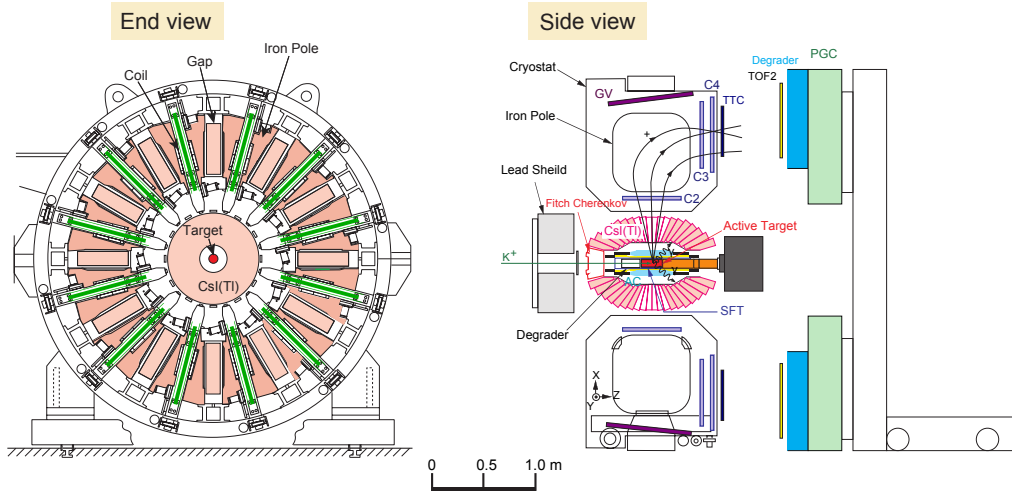 End view
Side view
Iron Pole
Gap
Coil
Target
CsI(Tl)
Cryostat
GV
C4
TTC
TOF2
Degrader
PGC
Iron Pole
+
C3
Lead Sheild
C2
Fitch Cherenkov
CsI(Tl)
Active Target
K+
AC
SFT
Degrader
X
Y
Z
0 0.5 1.0 m